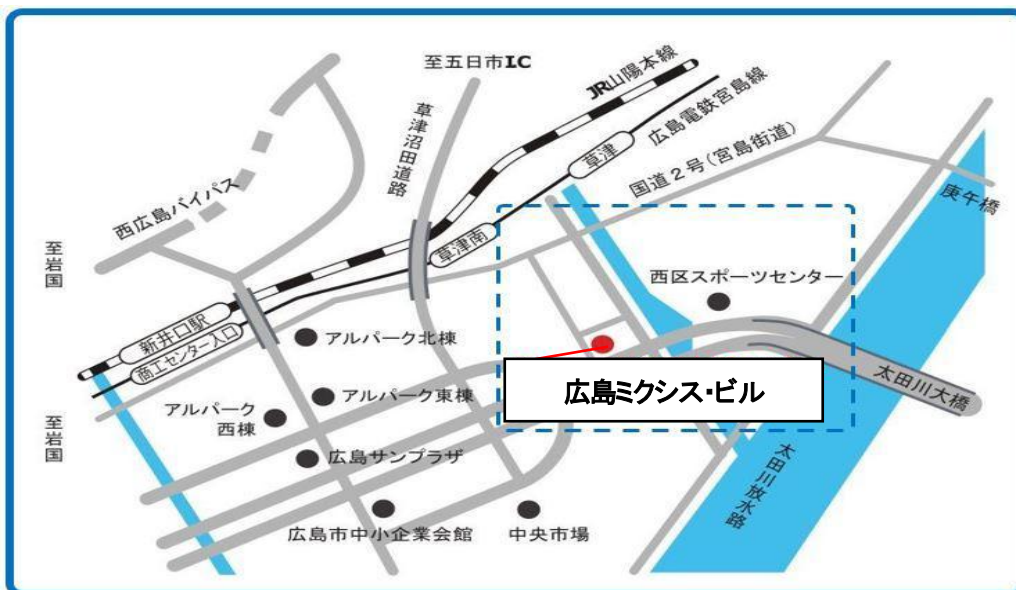 至五日市IC
JR山陽本線
広島電鉄宮島線
草津沼田道路
草津
国道2号(宮島街道)
西広島バイパス
庚午橋
至岩国
草津南
西区スポーツセンター
新井口駅
商工センター入口
アルパーク北棟
太田川大橋
広島ミクシス・ビル
アルパーク東棟
アルパーク
西棟
至岩国
広島サンプラザ
太田川放水路
広島市中小企業会館
中央市場